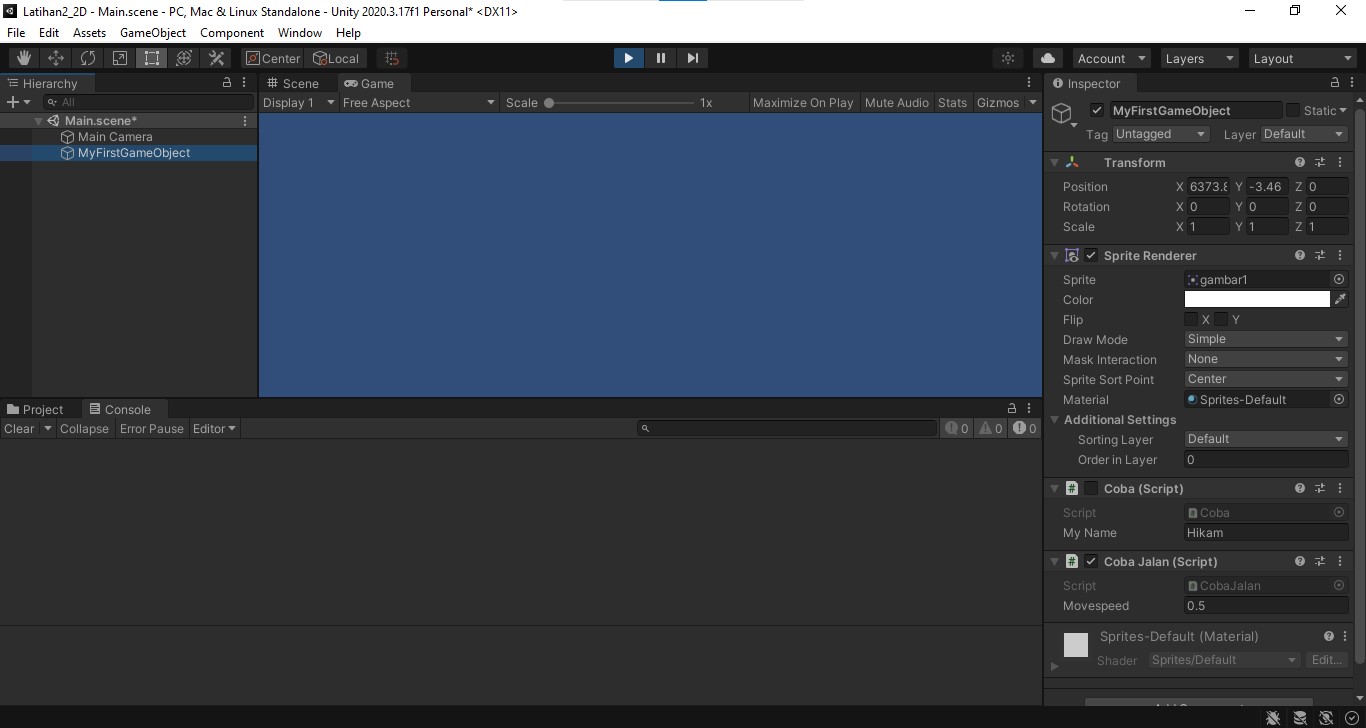 Latihan2_2D - Main.scene - PC, Mac & Linux Standalone - Unity 2020.3.17f1 Personal* <DX11>
File Edit Assets GameObject Component Window Help
Center Local Account Layers Layout
Hierarchy
All
Main.scene*
Main Camera
MyFirstGameObject
Scene Game
Display 1 Free Aspect Scale 1x Maximize On Play Mute Audio Stats Gizmos
Project Console
Clear Collapse Error Pause Editor 0 0 0
Inspector
MyFirstGameObject Static
Tag Untagged Layer Default
Transform
Position X 6373.8 Y -3.46 Z 0
Rotation X 0 Y 0 Z 0
Scale X 1 Y 1 Z 1
Sprite Renderer
Sprite gambar1
Color
Flip X Y
Draw Mode Simple
Mask Interaction None
Sprite Sort Point Center
Material Sprites-Default
Additional Settings
Sorting Layer Default
Order in Layer 0
# Coba (Script)
Script # Coba
My Name Hikam
# Coba Jalan (Script)
Script # CobaJalan
Movespeed 0.5
Sprites-Default (Material)
Shader Sprites/Default Edit...